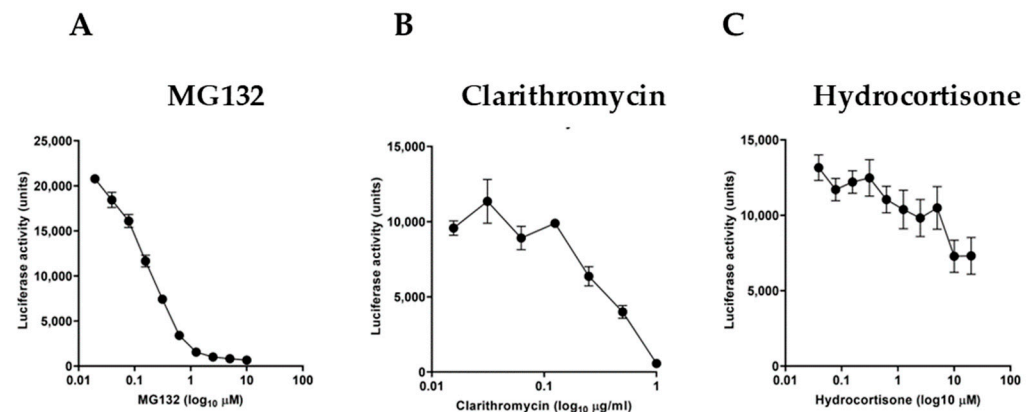 A
B
C
MG132
Clarithromycin
Hydrocortisone
25,000
20,000
15,000
10,000
5,000
0
Luciferase activity (units)
0.01
0.1
1
10
100
MG132 (log10 μM)
15,000
10,000
5,000
0
Luciferase activity (units)
0.01
0.1
1
Clarithromycin (log10 μg/ml)
15,000
10,000
5,000
0
Luciferase activity (units)
0.01
0.1
1
10
100
Hydrocortisone (log10 μM)